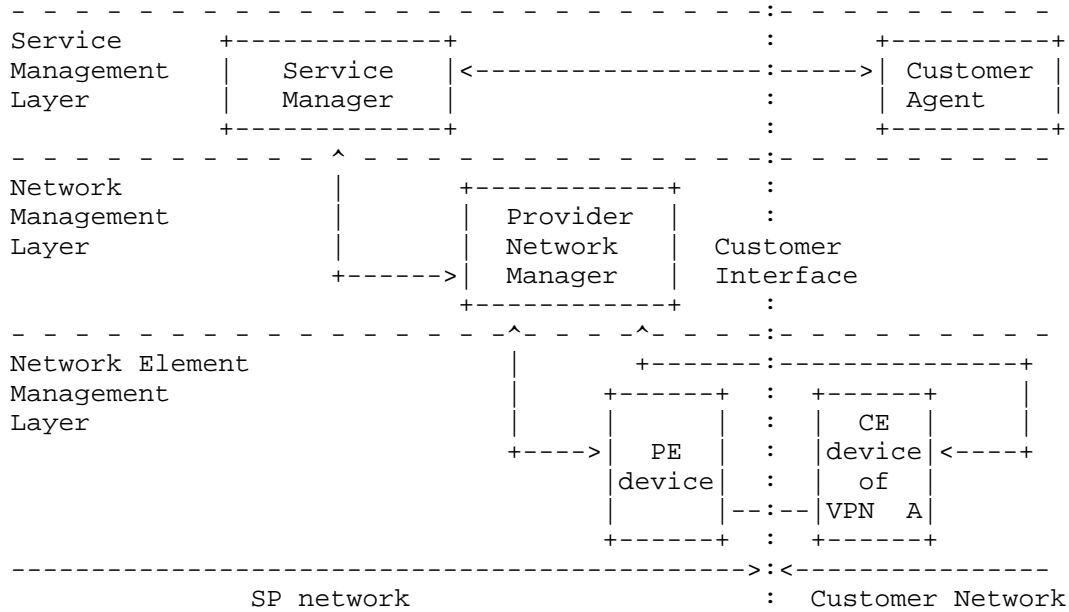 Service
Management Service Customer
Layer Manager Agent
Network
Management Provider
Layer Network Customer
Manager Interface
Network Element
Management
Layer CE
PE device
device of
VPN A
SP network Customer Network